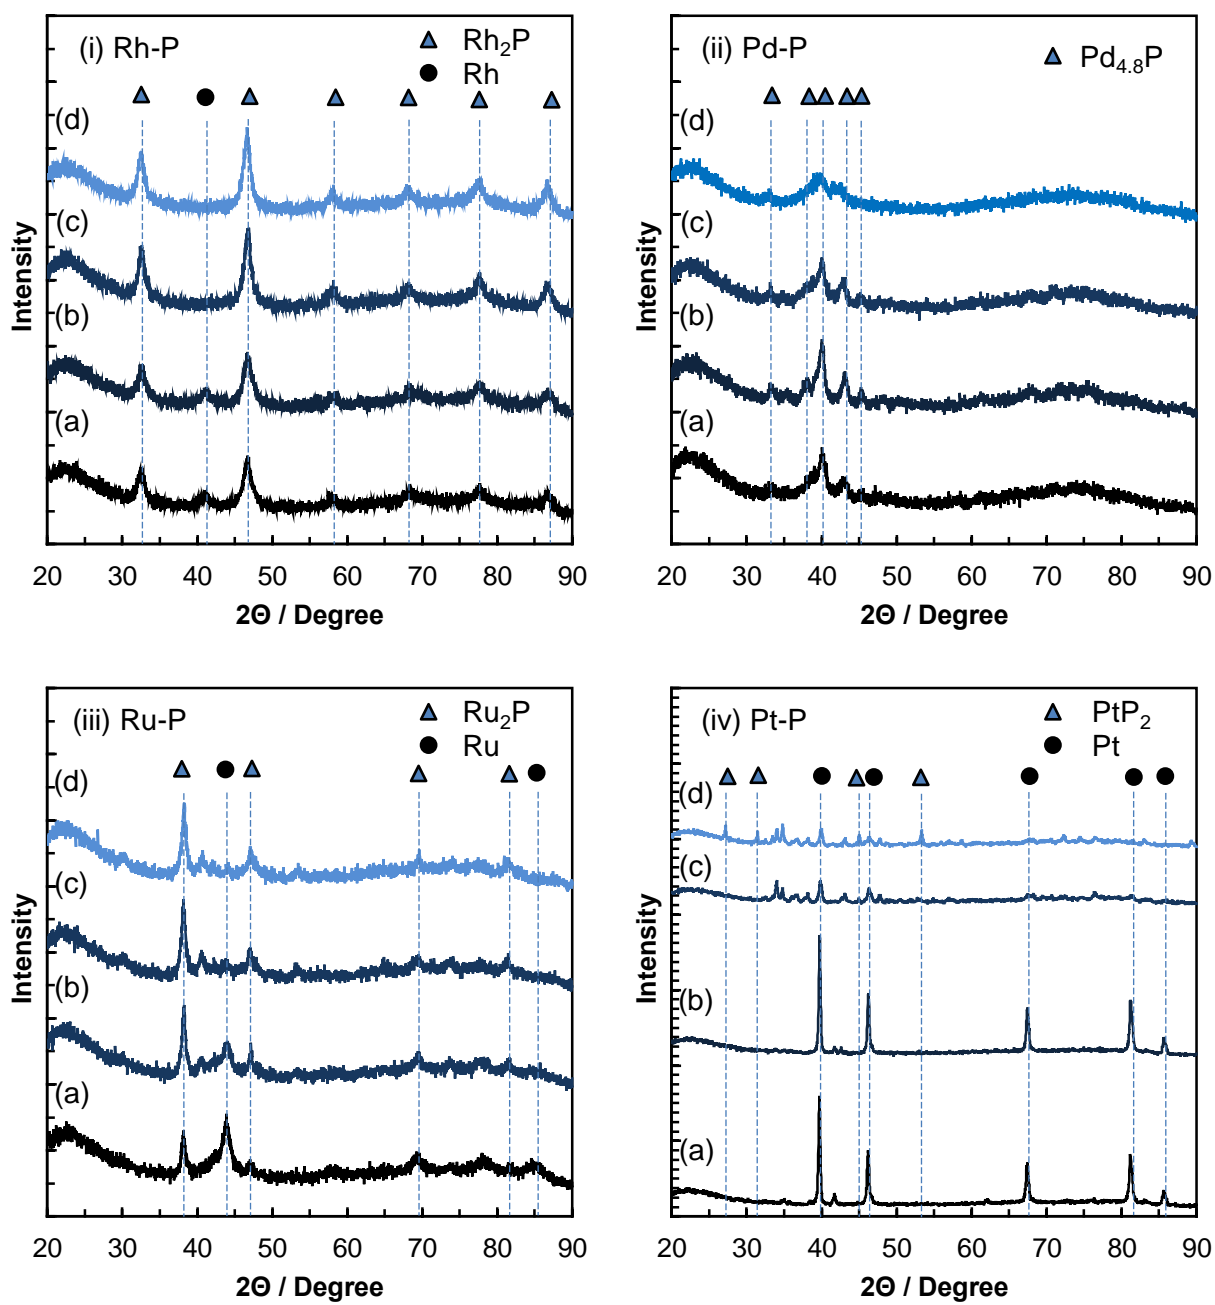 (i) Rh-P
Rh₂P
Rh
(d)
(c)
(b)
(a)
Intensity
20 30 40 50 60 70 80 90
2Θ / Degree
(ii) Pd-P
Pd₄.₈P
(d)
(c)
(b)
(a)
Intensity
20 30 40 50 60 70 80 90
2Θ / Degree
(iii) Ru-P
Ru₂P
Ru
(d)
(c)
(b)
(a)
Intensity
20 30 40 50 60 70 80 90
2Θ / Degree
(iv) Pt-P
PtP₂
Pt
(d)
(c)
(b)
(a)
Intensity
20 30 40 50 60 70 80 90
2Θ / Degree